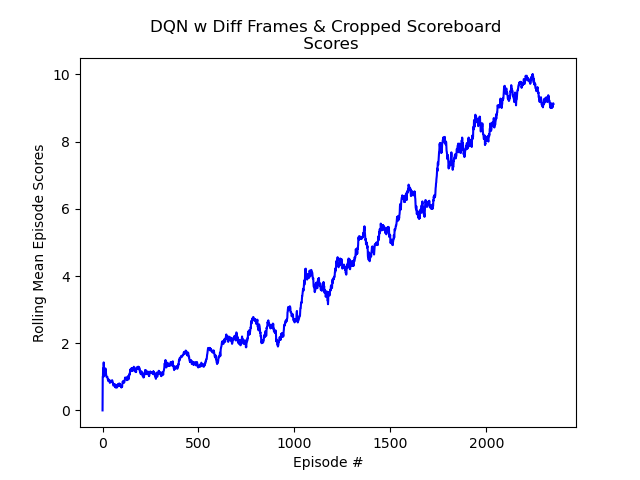 DQN w Diff Frames & Cropped Scoreboard
Scores
10
8
6
4
2
0
Rolling Mean Episode Scores
0 500 1000 1500 2000
Episode #